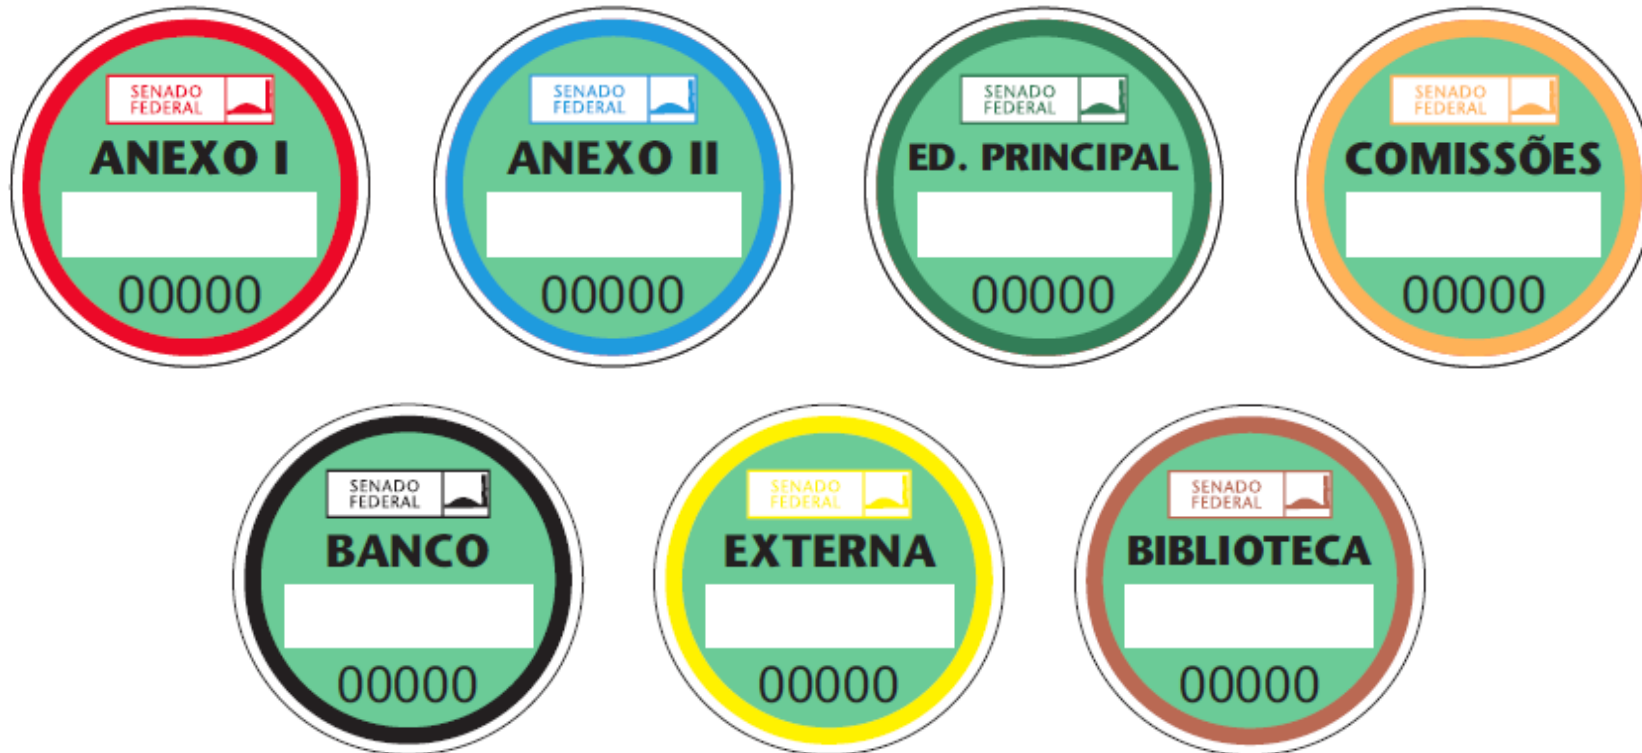 SENADO
FEDERAL
ANEXO I
00000
SENADO
FEDERAL
ANEXO II
00000
SENADO
FEDERAL
ED. PRINCIPAL
00000
SENADO
FEDERAL
COMISSÕES
00000
SENADO
FEDERAL
BANCO
00000
SENADO
FEDERAL
EXTERNA
00000
SENADO
FEDERAL
BIBLIOTECA
00000